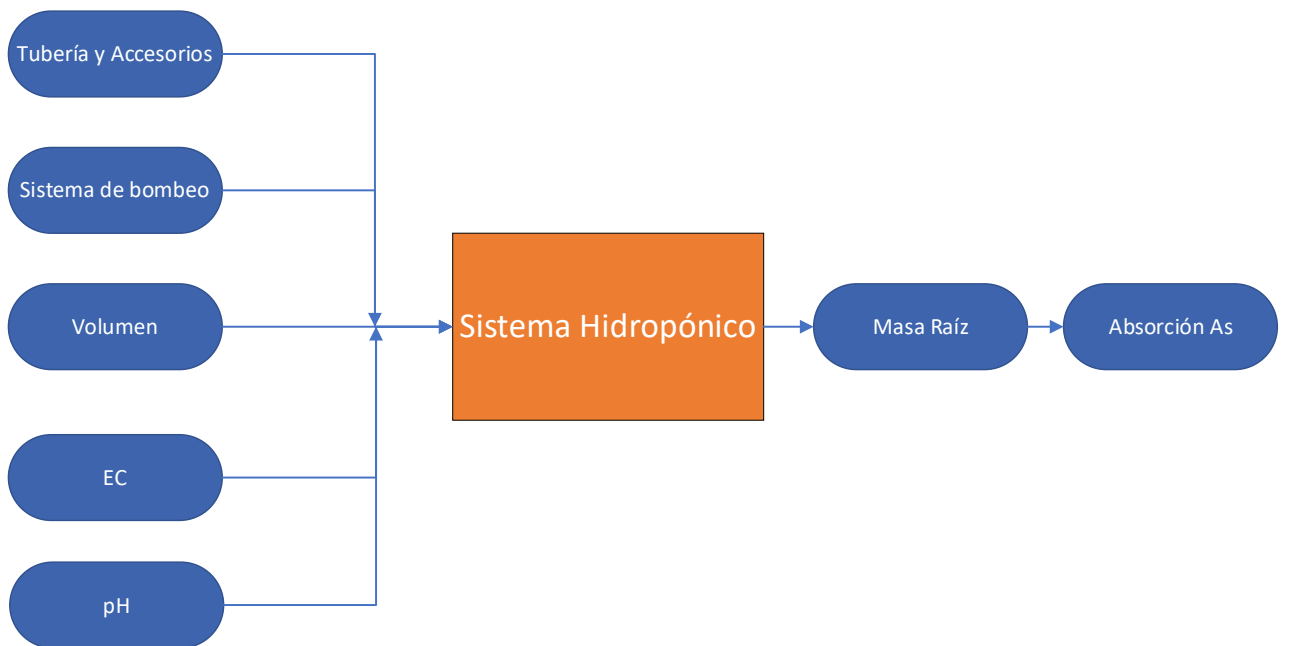 Tubería y Accesorios
Sistema de bombeo
Volumen
EC
pH
Sistema Hidropónico
Masa Raíz
Absorción As